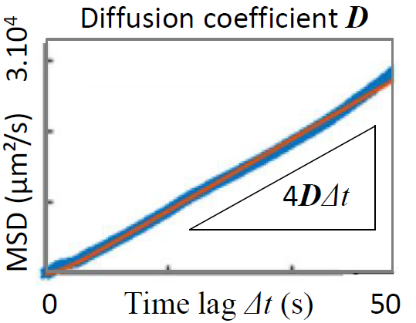 Diffusion coefficient D
3.10⁴
MSD (µm²/s)
4DΔt
0
Time lag Δt (s)
50